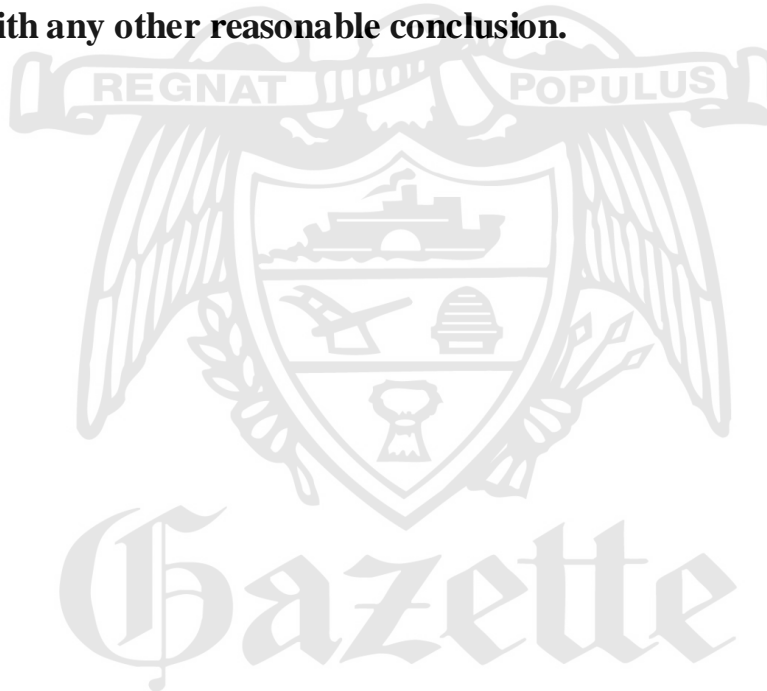 ith any other reasonable conclusion.
REGNAT POPULUS
Gazette